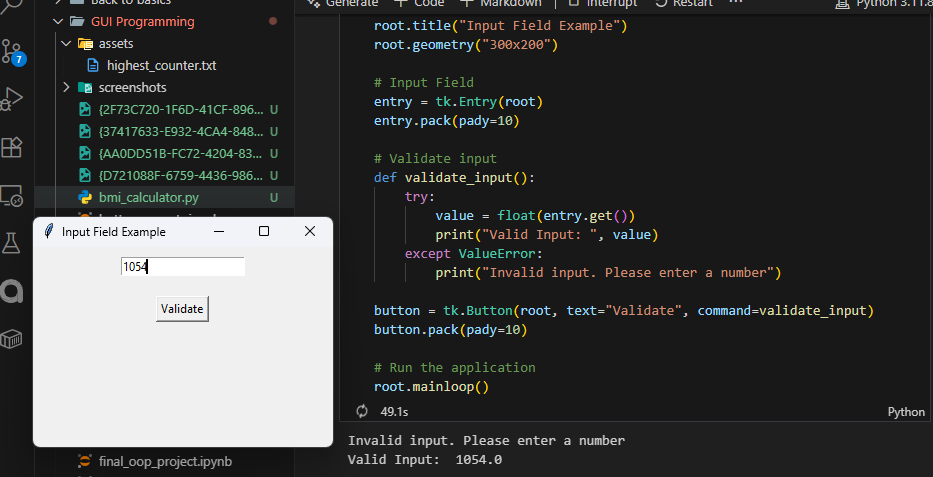 Back to basics
GUI Programming
assets
highest_counter.txt
screenshots
{2F73C720-1F6D-41CF-896... U
{37417633-E932-4CA4-848... U
{AA0DD51B-FC72-4204-83... U
{D721088F-6759-4436-986... U
bmi_calculator.py U
7
Input Field Example
1054
Validate
final_oop_project.ipynb
Generate + Code + Markdown Interrupt Restart ... Python 3.11.8
root.title("Input Field Example")
root.geometry("300x200")
# Input Field
entry = tk.Entry(root)
entry.pack(pady=10)
# Validate input
def validate_input():
try:
value = float(entry.get())
print("Valid Input: ", value)
except ValueError:
print("Invalid input. Please enter a number")
button = tk.Button(root, text="Validate", command=validate_input)
button.pack(pady=10)
# Run the application
root.mainloop()
49.1s Python
Invalid input. Please enter a number
Valid Input:  1054.0